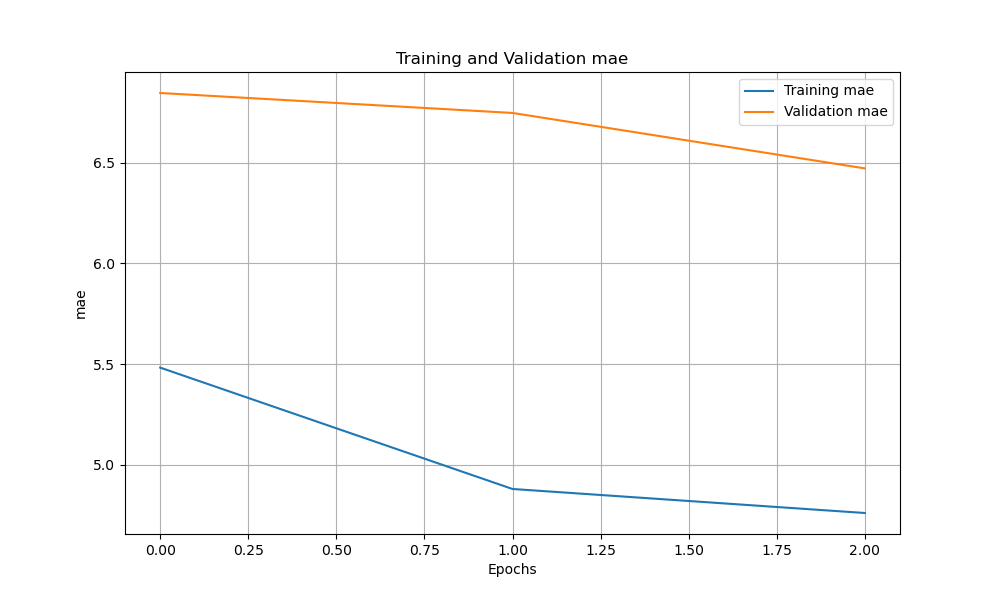 Training and Validation mae
Training mae
Validation mae
6.5
6.0
5.5
5.0
mae
0.00 0.25 0.50 0.75 1.00 1.25 1.50 1.75 2.00
Epochs